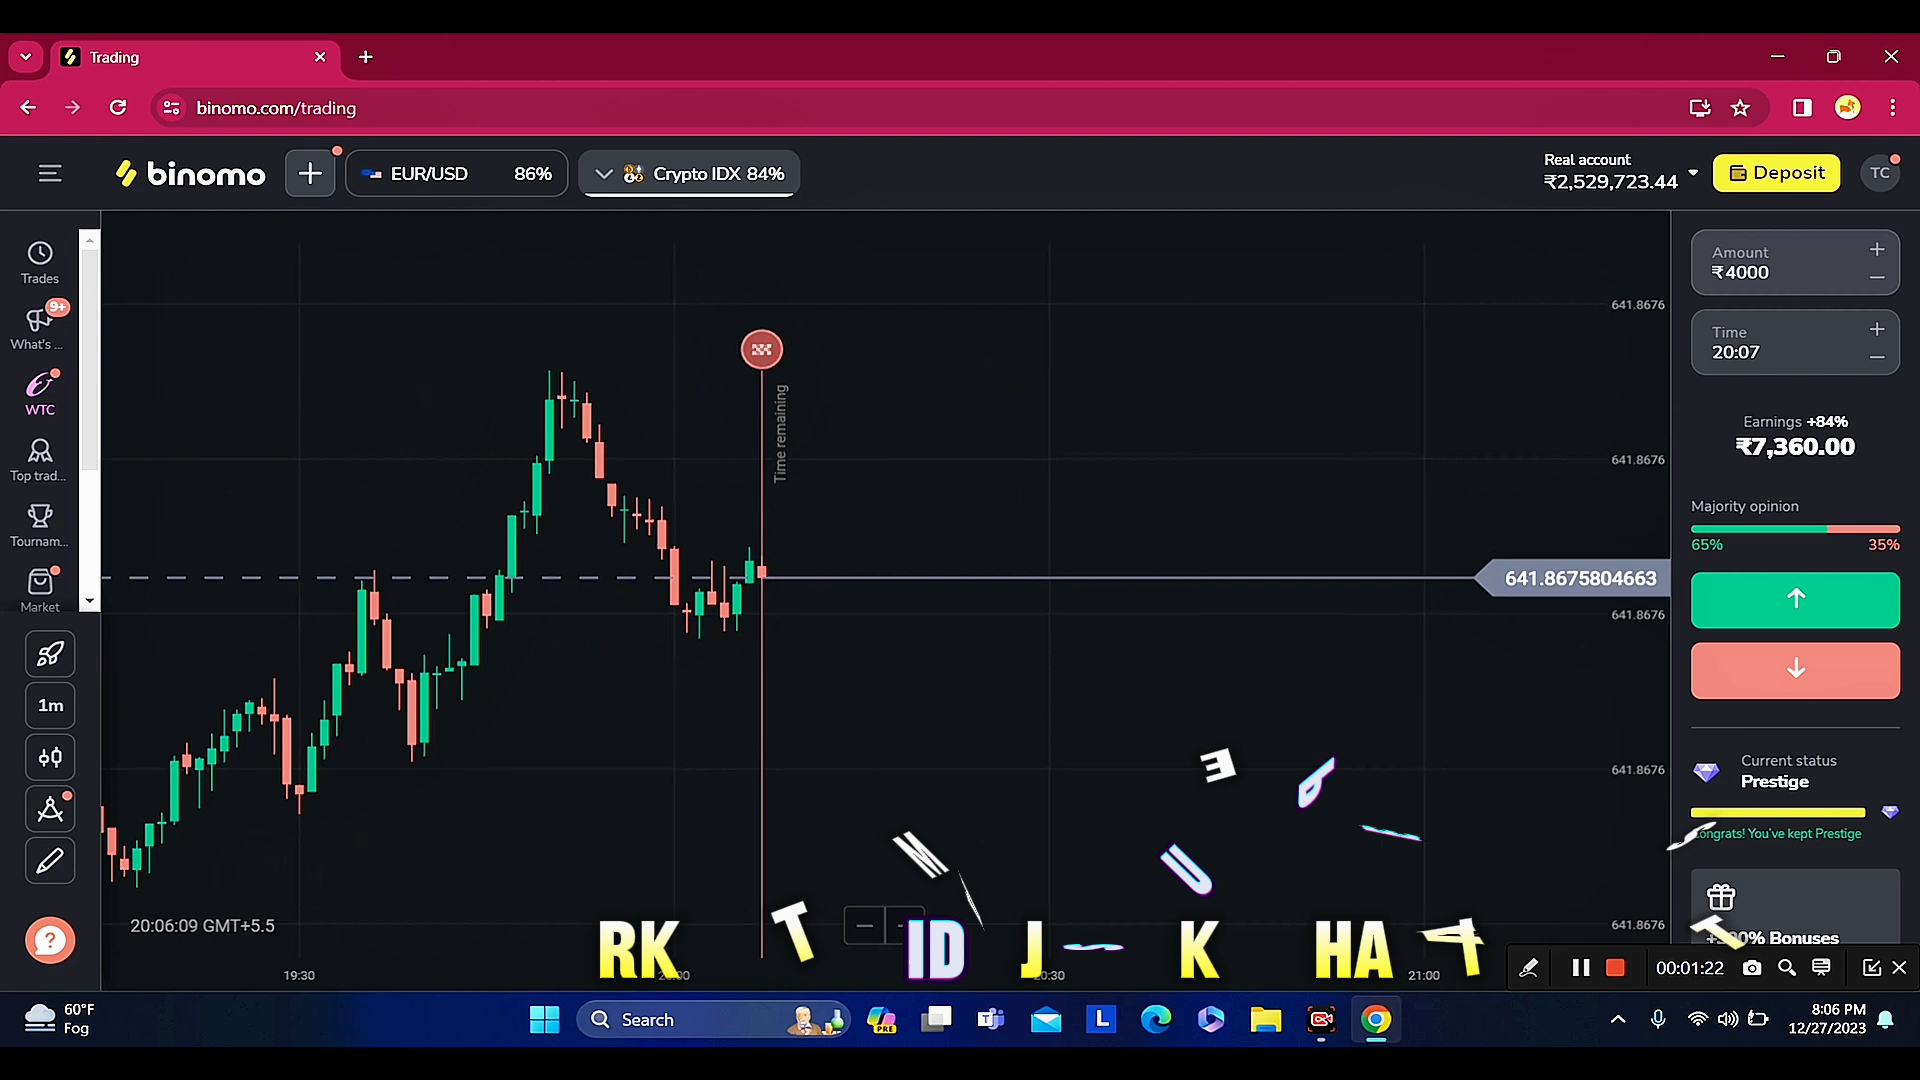 Trading
binomo.com/trading
binomo
EUR/USD 86%
Crypto IDX 84%
Real account
₹2,529,723.44
Deposit
TC
Trades
9+
What's ...
WTC
Top trad...
Tournam...
Market
1m
Time remaining
641.8676
641.8676
641.8675804663
641.8676
641.8676
641.8676
Amount
₹4000
Time
20:07
Earnings +84%
₹7,360.00
Majority opinion
65% 35%
Current status
Prestige
Congrats! You've kept Prestige
Bonuses
20:06:09 GMT+5.5
19:30
20:30
21:00
RK T ID J K HA
00:01:22
60°F
Fog
Search
PRE
8:06 PM
12/27/2023